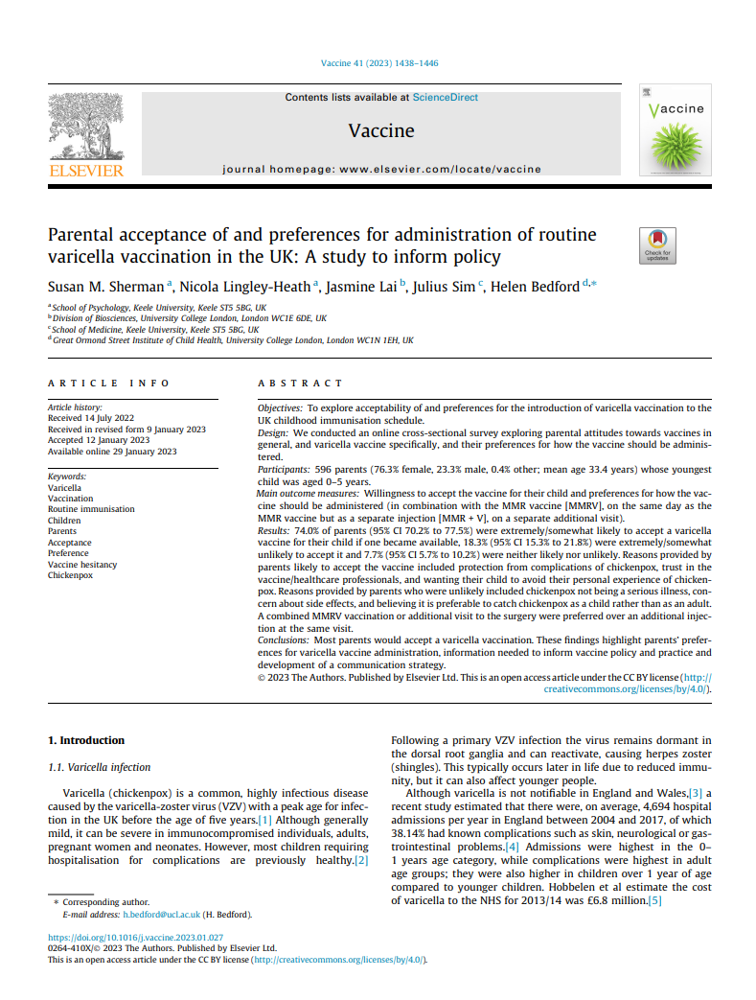 Vaccine 41 (2023) 1438–1446
Contents lists available at ScienceDirect
Vaccine
journal homepage: www.elsevier.com/locate/vaccine
ELSEVIER
Vaccine
Parental acceptance of and preferences for administration of routine
varicella vaccination in the UK: A study to inform policy
Check for
updates
Susan M. Sherman a, Nicola Lingley-Heath a, Jasmine Lai b, Julius Sim c, Helen Bedford d,*
a School of Psychology, Keele University, Keele ST5 5BG, UK
b Division of Biosciences, University College London, London WC1E 6DE, UK
c School of Medicine, Keele University, Keele ST5 5BG, UK
d Great Ormond Street Institute of Child Health, University College London, London WC1N 1EH, UK
ARTICLE INFO
Article history:
Received 14 July 2022
Received in revised form 9 January 2023
Accepted 12 January 2023
Available online 29 January 2023
Keywords:
Varicella
Vaccination
Routine immunisation
Children
Parents
Acceptance
Preference
Vaccine hesitancy
Chickenpox
ABSTRACT
Objectives: To explore acceptability of and preferences for the introduction of varicella vaccination to the
UK childhood immunisation schedule.
Design: We conducted an online cross-sectional survey exploring parental attitudes towards vaccines in
general, and varicella vaccine specifically, and their preferences for how the vaccine should be adminis-
tered.
Participants: 596 parents (76.3% female, 23.3% male, 0.4% other; mean age 33.4 years) whose youngest
child was aged 0–5 years.
Main outcome measures: Willingness to accept the vaccine for their child and preferences for how the vac-
cine should be administered (in combination with the MMR vaccine [MMRV], on the same day as the
MMR vaccine but as a separate injection [MMR + V], on a separate additional visit).
Results: 74.0% of parents (95% CI 70.2% to 77.5%) were extremely/somewhat likely to accept a varicella
vaccine for their child if one became available, 18.3% (95% CI 15.3% to 21.8%) were extremely/somewhat
unlikely to accept it and 7.7% (95% CI 5.7% to 10.2%) were neither likely nor unlikely. Reasons provided by
parents likely to accept the vaccine included protection from complications of chickenpox, trust in the
vaccine/healthcare professionals, and wanting their child to avoid their personal experience of chicken-
pox. Reasons provided by parents who were unlikely included chickenpox not being a serious illness, con-
cern about side effects, and believing it is preferable to catch chickenpox as a child rather than as an adult.
A combined MMRV vaccination or additional visit to the surgery were preferred over an additional injec-
tion at the same visit.
Conclusions: Most parents would accept a varicella vaccination. These findings highlight parents' prefer-
ences for varicella vaccine administration, information needed to inform vaccine policy and practice and
development of a communication strategy.
© 2023 The Authors. Published by Elsevier Ltd. This is an open access article under the CC BY license (http://
creativecommons.org/licenses/by/4.0/).
1. Introduction
1.1. Varicella infection
Varicella (chickenpox) is a common, highly infectious disease
caused by the varicella-zoster virus (VZV) with a peak age for infec-
tion in the UK before the age of five years.[1] Although generally
mild, it can be severe in immunocompromised individuals, adults,
pregnant women and neonates. However, most children requiring
hospitalisation for complications are previously healthy.[2]
Following a primary VZV infection the virus remains dormant in
the dorsal root ganglia and can reactivate, causing herpes zoster
(shingles). This typically occurs later in life due to reduced immu-
nity, but it can also affect younger people.
Although varicella is not notifiable in England and Wales,[3] a
recent study estimated that there were, on average, 4,694 hospital
admissions per year in England between 2004 and 2017, of which
38.14% had known complications such as skin, neurological or gas-
trointestinal problems.[4] Admissions were highest in the 0–
1 years age category, while complications were highest in adult
age groups; they were also higher in children over 1 year of age
compared to younger children. Hobbelen et al estimate the cost
of varicella to the NHS for 2013/14 was £6.8 million.[5]
* Corresponding author.
E-mail address: h.bedford@ucl.ac.uk (H. Bedford).
https://doi.org/10.1016/j.vaccine.2023.01.027
0264-410X/© 2023 The Authors. Published by Elsevier Ltd.
This is an open access article under the CC BY license (http://creativecommons.org/licenses/by/4.0/).